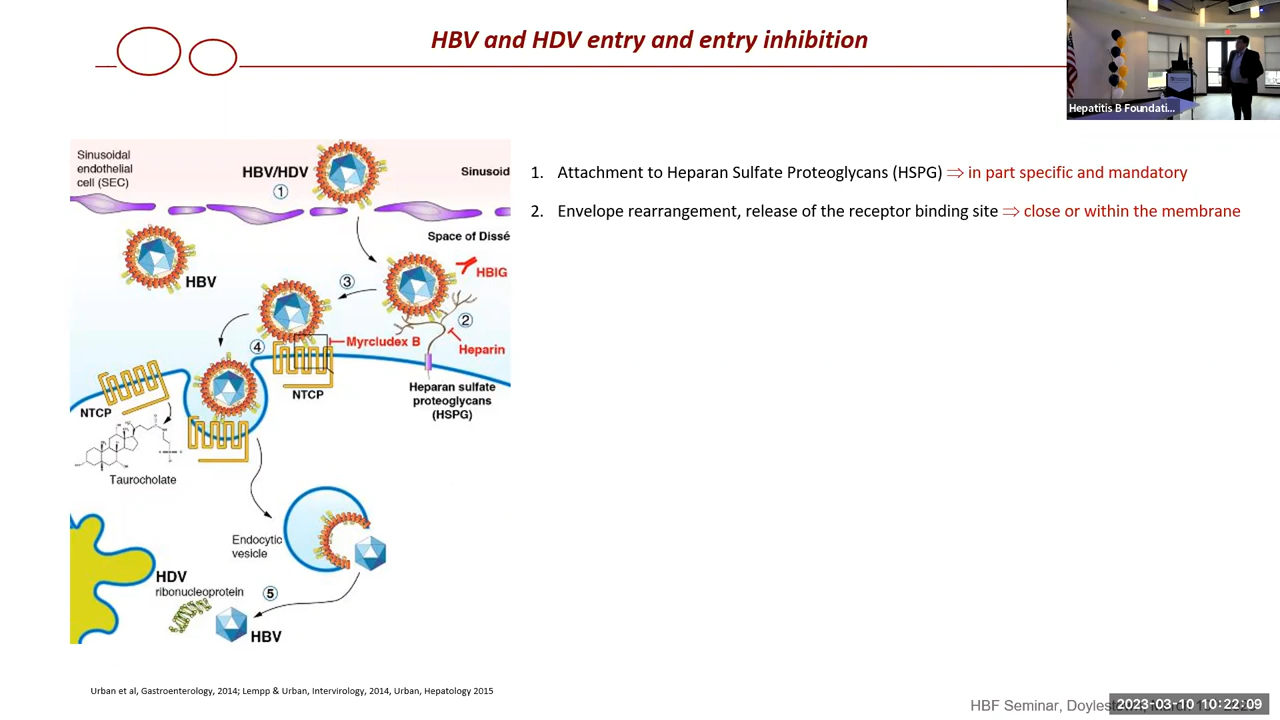 HBV and HDV entry and entry inhibition
Hepatitis B Foundati...
Sinusoidal
endothelial
cell (SEC)
HBV/HDV
1
Sinusoid
Space of Dissé
HBV
HBIG
3
2
4
Myrcludex B
Heparin
NTCP
Heparan sulfate
proteoglycans
(HSPG)
NTCP
Taurocholate
Endocytic
vesicle
HDV
ribonucleoprotein
5
HBV
1. Attachment to Heparan Sulfate Proteoglycans (HSPG) ⇒ in part specific and mandatory
2. Envelope rearrangement, release of the receptor binding site ⇒ close or within the membrane
Urban et al, Gastroenterology, 2014; Lempp & Urban, Intervirology, 2014, Urban, Hepatology 2015
HBF Seminar,
2023-03-10 10:22:09